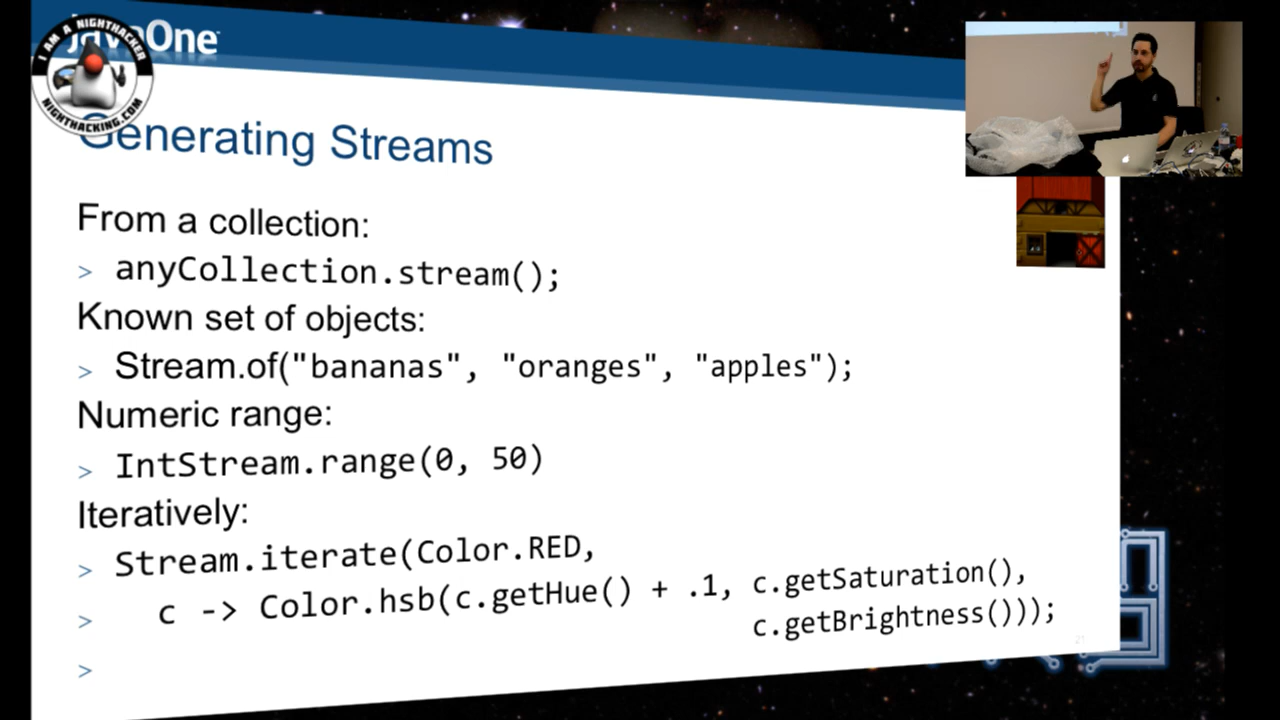 JavaOne
I AM A NIGHTHACKER
NIGHTHACKING.COM
Generating Streams
From a collection:
> anyCollection.stream();
Known set of objects:
> Stream.of("bananas", "oranges", "apples");
Numeric range:
> IntStream.range(0, 50)
Iteratively:
> Stream.iterate(Color.RED,
> c -> Color.hsb(c.getHue() + .1, c.getSaturation(),
c.getBrightness()));
>